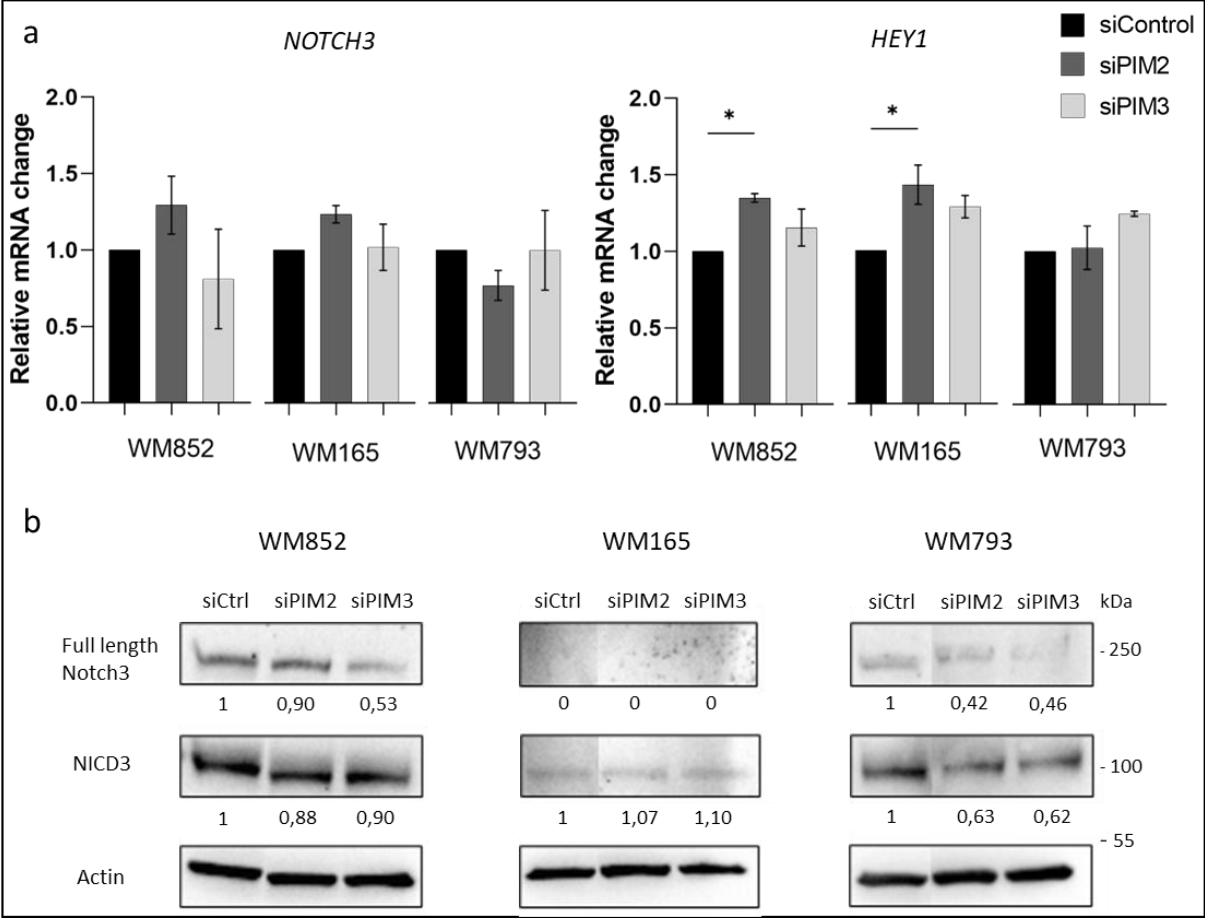 a
NOTCH3
HEY1
siControl
siPIM2
siPIM3
Relative mRNA change
2.0
1.5
1.0
0.5
0.0
WM852
WM165
WM793
Relative mRNA change
2.0
1.5
1.0
0.5
0.0
*
*
WM852
WM165
WM793
b
WM852
WM165
WM793
siCtrl siPIM2 siPIM3
siCtrl siPIM2 siPIM3
siCtrl siPIM2 siPIM3
kDa
Full length
Notch3
- 250
1 0,90 0,53
0 0 0
1 0,42 0,46
NICD3
- 100
1 0,88 0,90
1 1,07 1,10
1 0,63 0,62
- 55
Actin